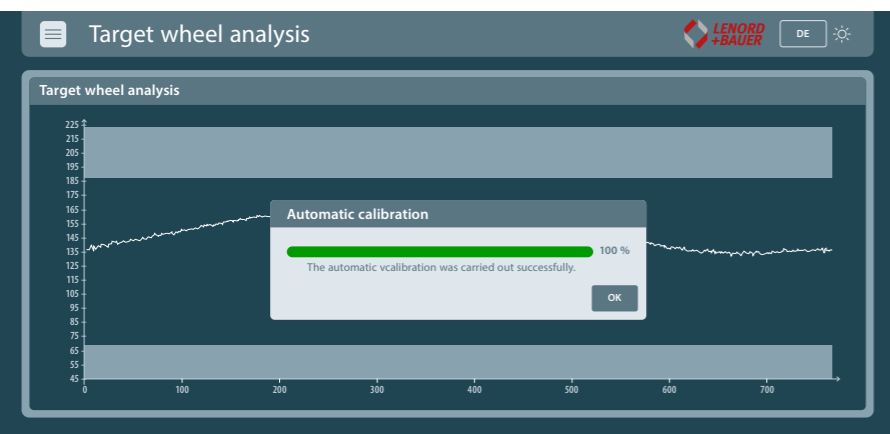 Target wheel analysis
LENORD
+BAUER
DE
Target wheel analysis
225
215
205
195
185
175
165
155
145
135
125
115
105
95
85
75
65
55
45
Automatic calibration
100 %
The automatic vcalibration was carried out successfully.
OK
0 100 200 300 400 500 600 700